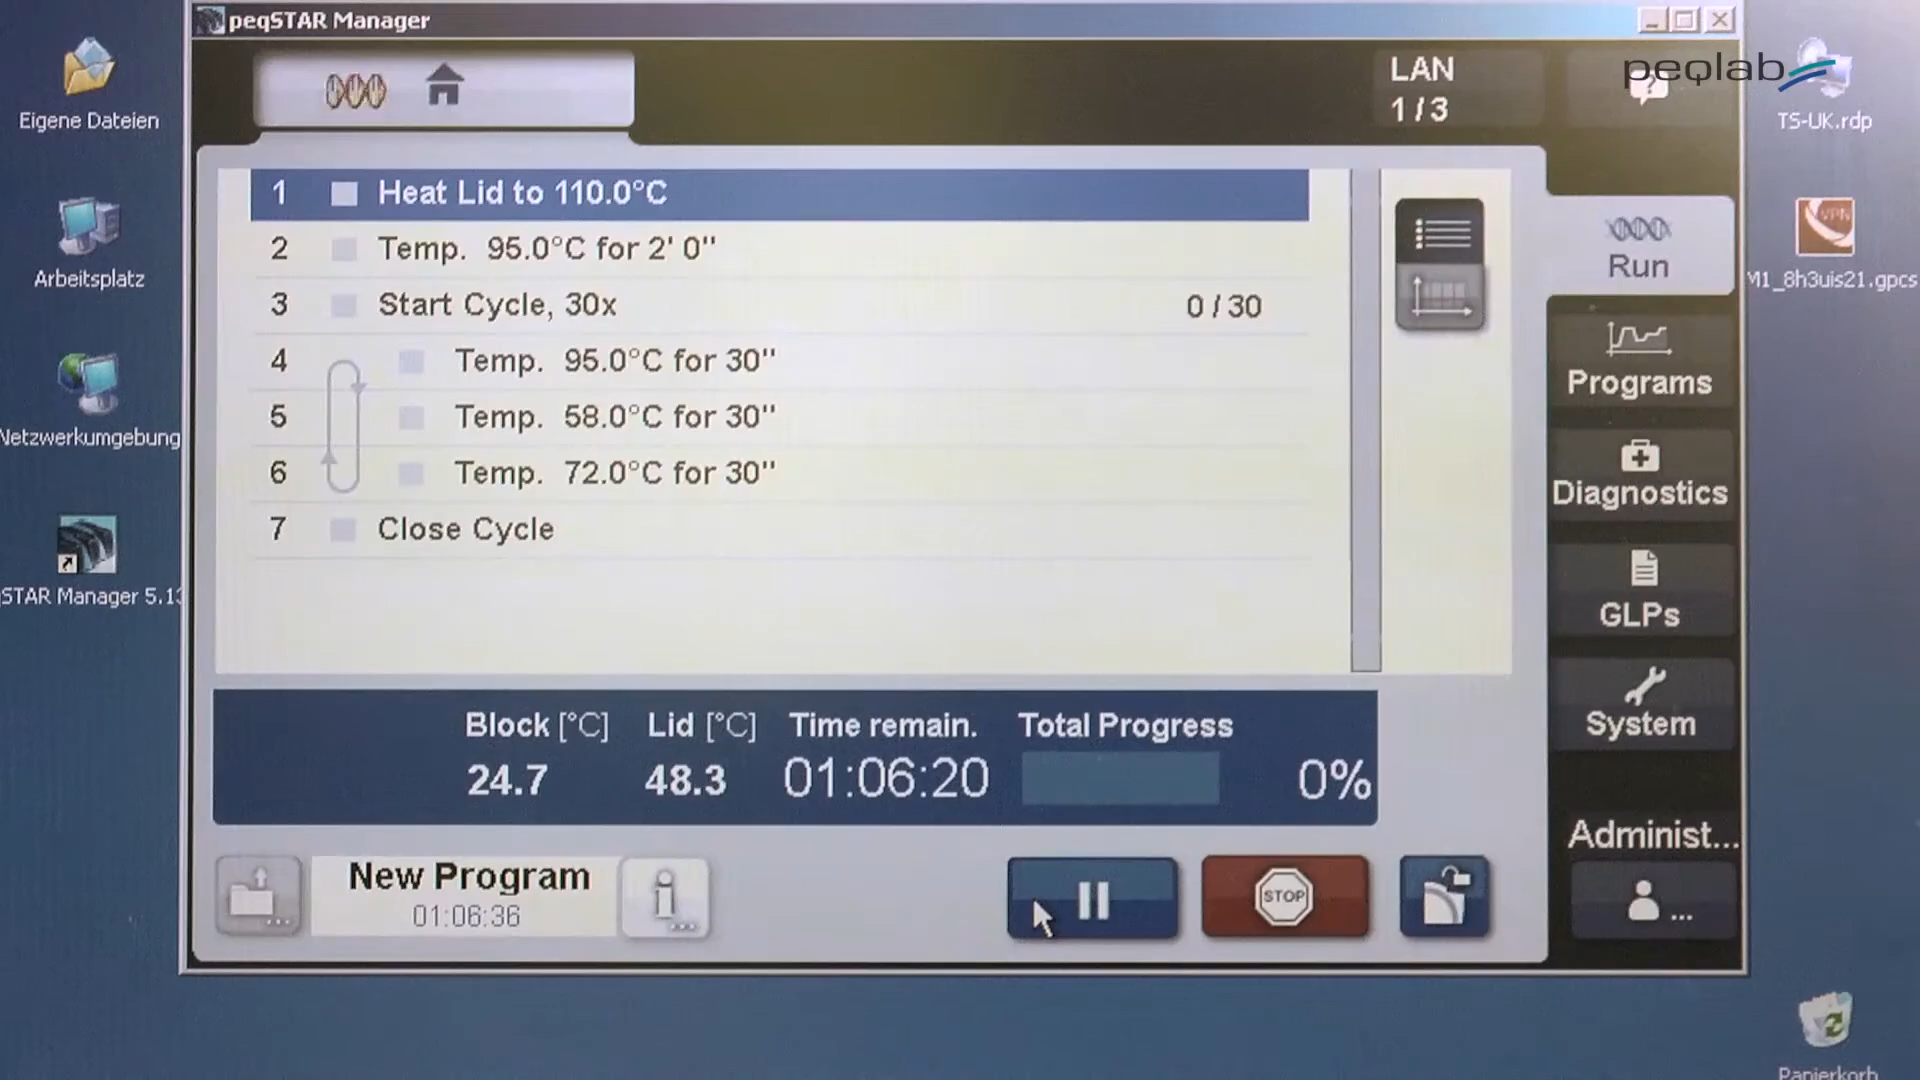 peqSTAR Manager
LAN
1 / 3
peqlab
?
Eigene Dateien
TS-UK.rdp
1 Heat Lid to 110.0°C
2 Temp. 95.0°C for 2' 0"
3 Start Cycle, 30x 0 / 30
4 Temp. 95.0°C for 30"
5 Temp. 58.0°C for 30"
6 Temp. 72.0°C for 30"
7 Close Cycle
Run
VPN
M1_8h3uis21.gpcs
Arbeitsplatz
Programs
Netzwerkumgebung
Diagnostics
STAR Manager 5.13
GLPs
System
Block [°C] Lid [°C] Time remain. Total Progress
24.7 48.3 01:06:20 0%
Administ...
New Program
01:06:36
i
...
STOP
...
Papierkorb